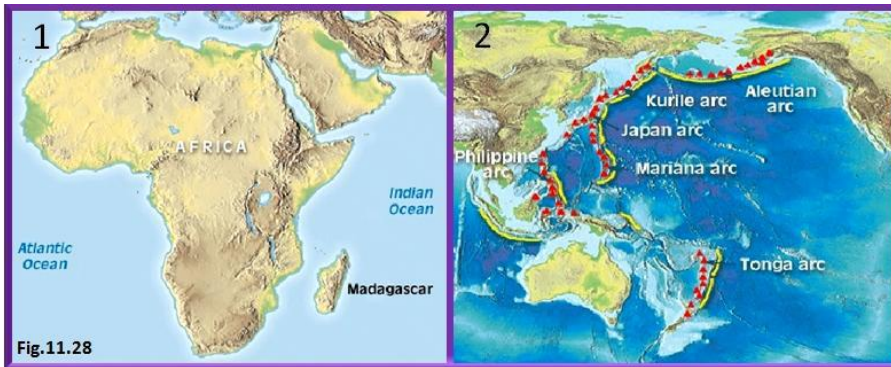 1
AFRICA
Indian
Ocean
Atlantic
Ocean
Madagascar
Fig.11.28
2
Kurile arc
Aleutian
arc
Japan arc
Philippine
arc
Mariana arc
Tonga arc